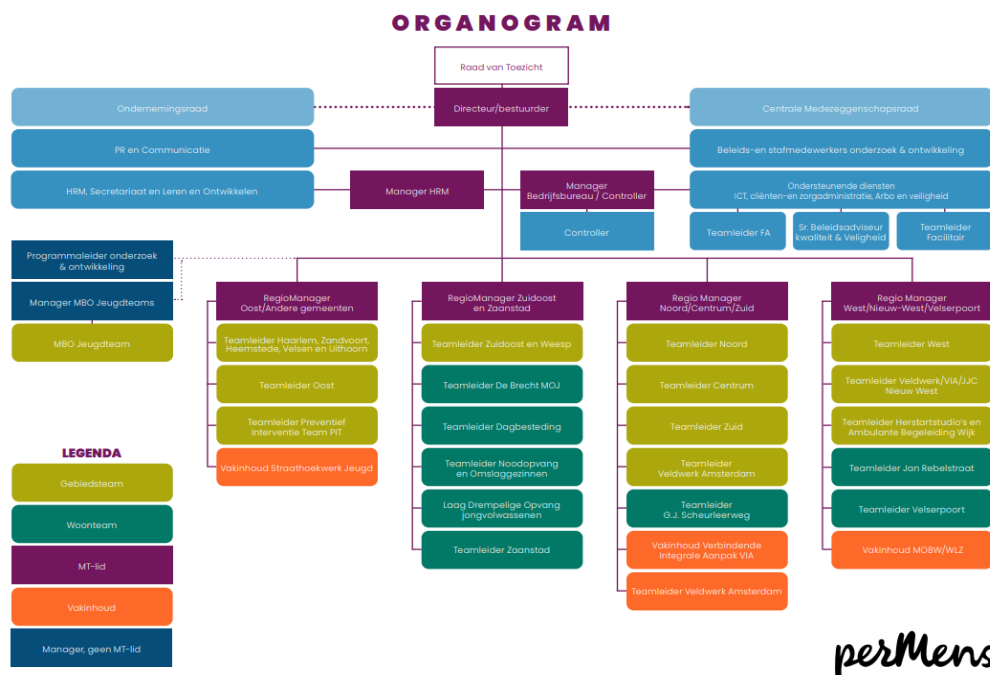 ORGANOGRAM
Raad van Toezicht
Ondernemingsraad
Directeur/bestuurder
Centrale Medezeggenschapsraad
PR en Communicatie
Beleids-en stafmedewerkers onderzoek & ontwikkeling
HRM, Secretariaat en Leren en Ontwikkelen
Manager HRM
Manager
Bedrijfsbureau / Controller
Ondersteunende diensten
ICT, cliënten-en zorgadministratie, Arbo en veiligheid
Controller
Teamleider FA
Sr. Beleidsadviseur
kwaliteit & Veligheid
Teamleider
Facilitair
Programmaleider onderzoek
& ontwikkeling
Manager MBO Jeugdteams
MBO Jeugdteam
RegioManager
Oost/Andere gemeenten
Teamleider Haarlem, Zandvoort,
Heemstede, Velsen en Uithoorn
Teamleider Oost
Teamleider Preventief
Interventie Team PIT
Vakinhoud Straathoekwerk Jeugd
RegioManager Zuidoost
en Zaanstad
Teamleider Zuidoost en Weesp
Teamleider De Brecht MOJ
Teamleider Dagbesteding
Teamleider Noodopvang
en Omslaggezinnen
Laag Drempelige Opvang
jongvolwassenen
Teamleider Zaanstad
Regio Manager
Noord/Centrum/Zuid
Teamleider Noord
Teamleider Centrum
Teamleider Zuid
Teamleider
Veldwerk Amsterdam
Teamleider
G.J. Scheurleerweg
Vakinhoud Verbindende
Integrale Aanpak VIA
Teamleider Veldwerk Amsterdam
Regio Manager
West/Nieuw-West/Velserpoort
Teamleider West
Teamleider Veldwerk/VIA/JJC
Nieuw West
Teamleider Herstartstudio's en
Ambulante Begeleiding Wijk
Teamleider Jan Rebelstraat
Teamleider Velserpoort
Vakinhoud MOBW/WLZ
LEGENDA
Gebiedsteam
Woonteam
MT-lid
Vakinhoud
Manager, geen MT-lid
perMens